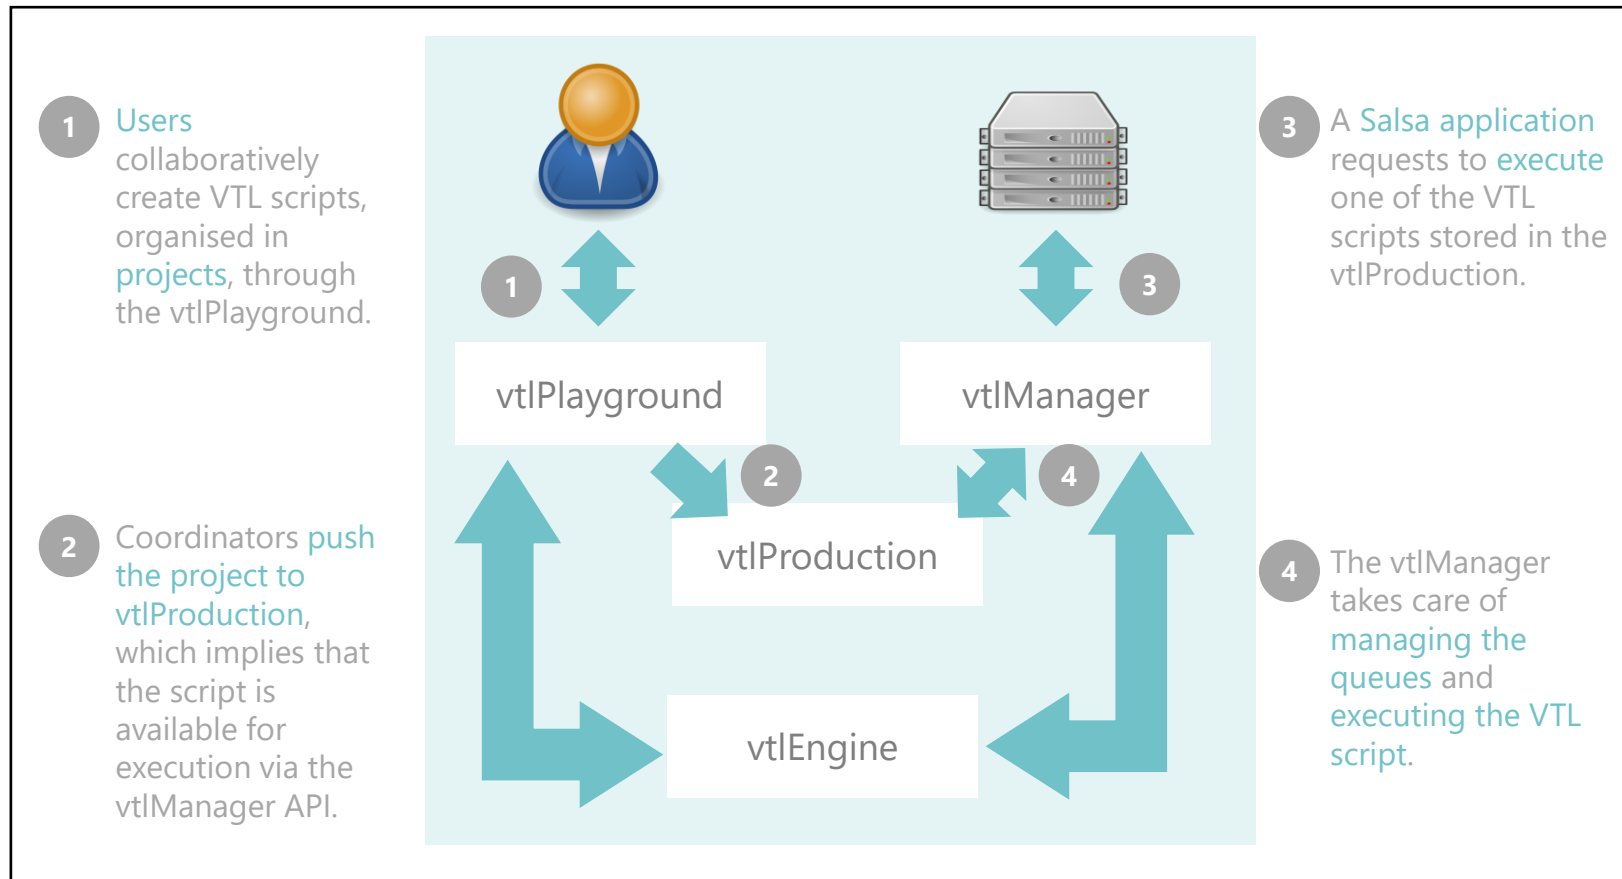 1
Users
collaboratively
create VTL scripts,
organised in
projects, through
the vtlPlayground.
2
Coordinators push
the project to
vtlProduction,
which implies that
the script is
available for
execution via the
vtlManager API.
1
3
vtlPlayground
vtlManager
2
4
vtlProduction
vtlEngine
3
A Salsa application
requests to execute
one of the VTL
scripts stored in the
vtlProduction.
4
The vtlManager
takes care of
managing the
queues and
executing the VTL
script.